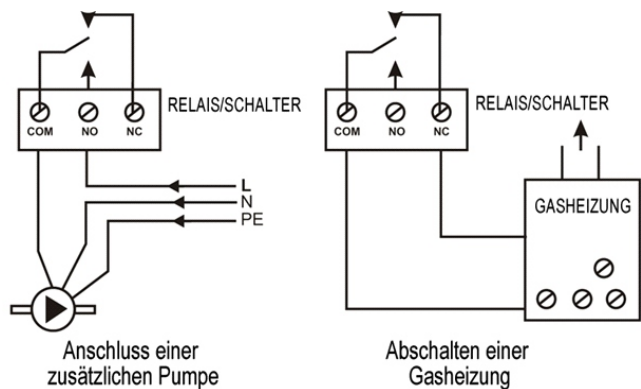 COM NO NC
RELAIS/SCHALTER
L
N
PE
Anschluss einer
zusätzlichen Pumpe
COM NO NC
RELAIS/SCHALTER
GASHEIZUNG
Abschalten einer
Gasheizung